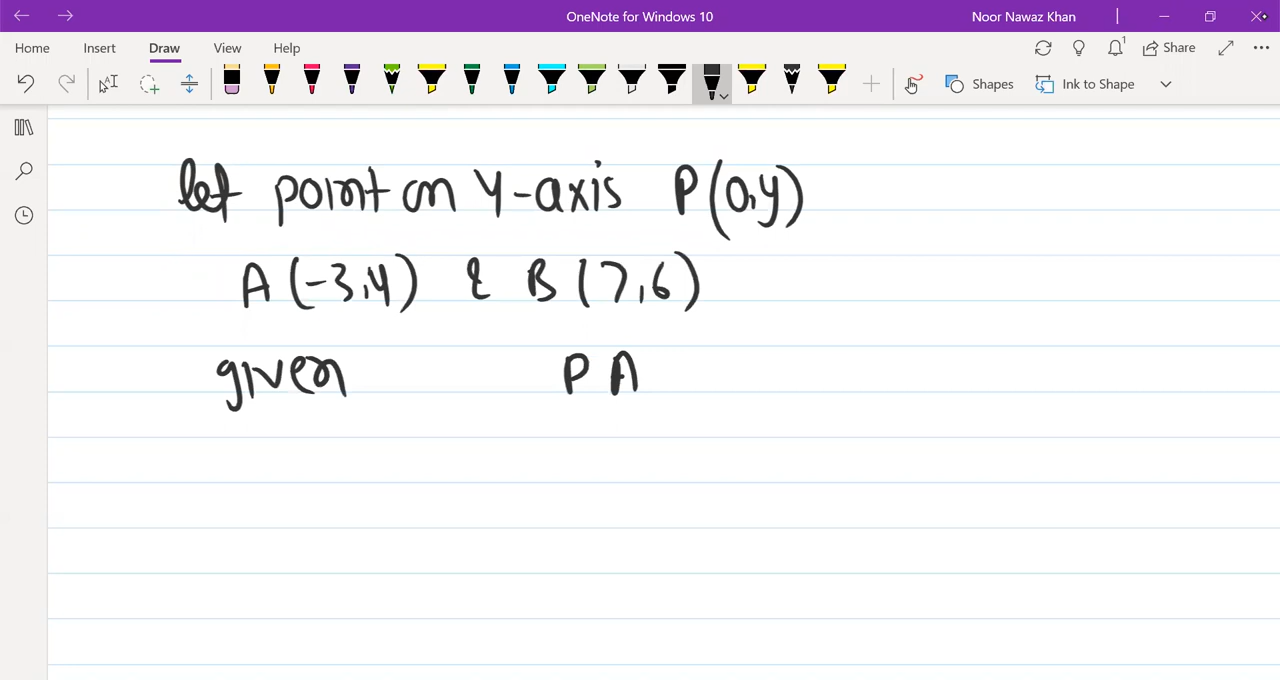 OneNote for Windows 10
Noor Nawaz Khan
Home Insert Draw View Help
1
Share
Shapes
Ink to Shape
let point on Y-axis P(0,y)
A(-3,4) & B(7,6)
given PA